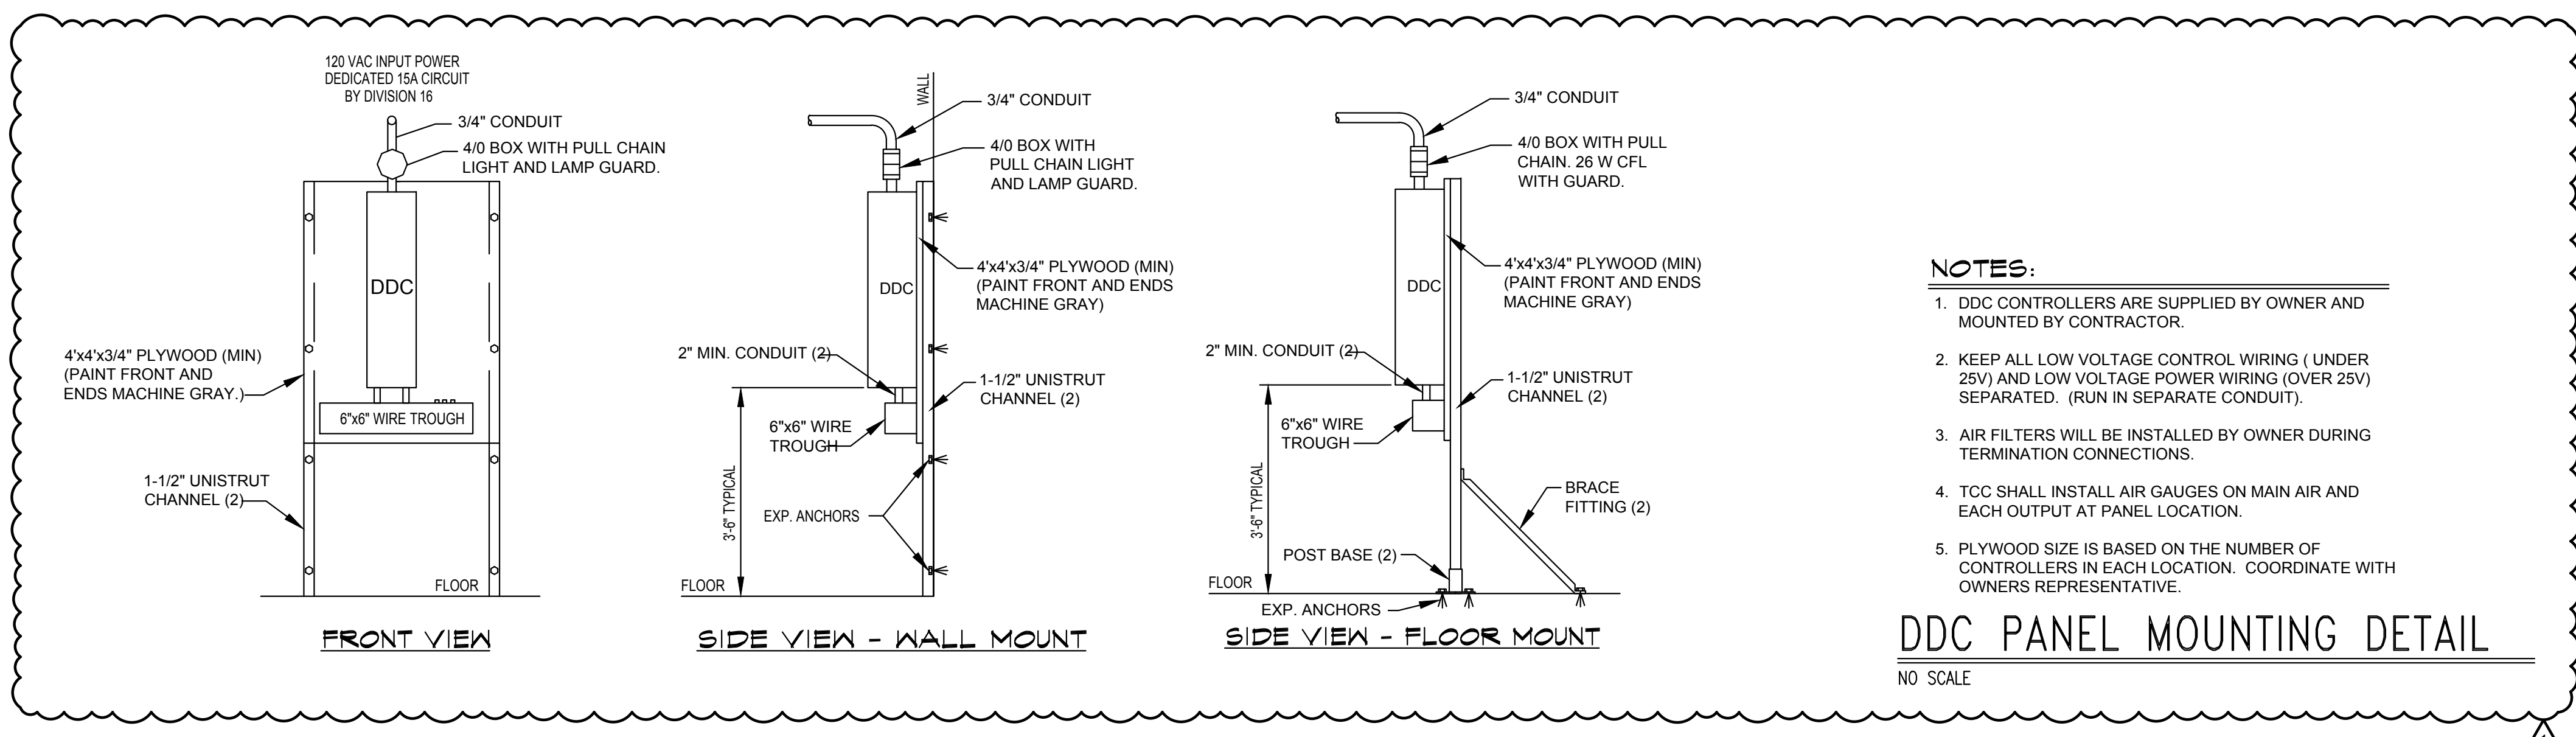 120 VAC INPUT POWER
DEDICATED 15A CIRCUIT
BY DIVISION 16
3/4" CONDUIT
4/0 BOX WITH PULL CHAIN
LIGHT AND LAMP GUARD.
DDC
4'x4'x3/4" PLYWOOD (MIN)
(PAINT FRONT AND
ENDS MACHINE GRAY.)
6"x6" WIRE TROUGH
1-1/2" UNISTRUT
CHANNEL (2)
FLOOR
FRONT VIEW
WALL
3/4" CONDUIT
4/0 BOX WITH
PULL CHAIN LIGHT
AND LAMP GUARD.
DDC
4'x4'x3/4" PLYWOOD (MIN)
(PAINT FRONT AND ENDS
MACHINE GRAY)
2" MIN. CONDUIT (2)
1-1/2" UNISTRUT
CHANNEL (2)
6"x6" WIRE
TROUGH
3'-6" TYPICAL
EXP. ANCHORS
FLOOR
SIDE VIEW - WALL MOUNT
3/4" CONDUIT
4/0 BOX WITH PULL
CHAIN. 26 W CFL
WITH GUARD.
DDC
4'x4'x3/4" PLYWOOD (MIN)
(PAINT FRONT AND ENDS
MACHINE GRAY)
2" MIN. CONDUIT (2)
1-1/2" UNISTRUT
CHANNEL (2)
6"x6" WIRE
TROUGH
3'-6" TYPICAL
BRACE
FITTING (2)
POST BASE (2)
FLOOR
EXP. ANCHORS
SIDE VIEW - FLOOR MOUNT
NOTES:
1. DDC CONTROLLERS ARE SUPPLIED BY OWNER AND
MOUNTED BY CONTRACTOR.
2. KEEP ALL LOW VOLTAGE CONTROL WIRING ( UNDER
25V) AND LOW VOLTAGE POWER WIRING (OVER 25V)
SEPARATED. (RUN IN SEPARATE CONDUIT).
3. AIR FILTERS WILL BE INSTALLED BY OWNER DURING
TERMINATION CONNECTIONS.
4. TCC SHALL INSTALL AIR GAUGES ON MAIN AIR AND
EACH OUTPUT AT PANEL LOCATION.
5. PLYWOOD SIZE IS BASED ON THE NUMBER OF
CONTROLLERS IN EACH LOCATION. COORDINATE WITH
OWNERS REPRESENTATIVE.
DDC PANEL MOUNTING DETAIL
NO SCALE